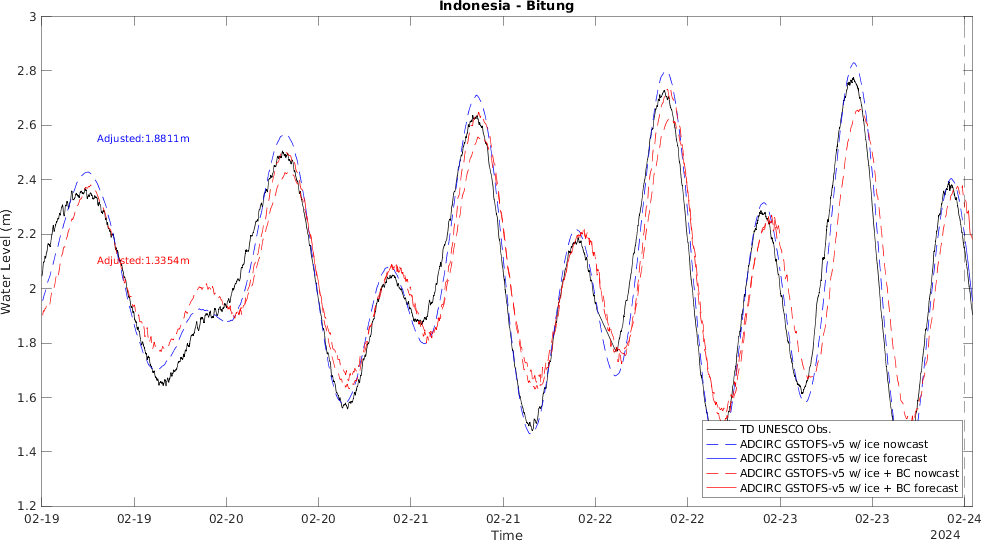 Indonesia - Bitung
Water Level (m)
3
2.8
2.6
2.4
2.2
2
1.8
1.6
1.4
1.2
Adjusted:1.8811m
Adjusted:1.3354m
TD UNESCO Obs.
ADCIRC GSTOFS-v5 w/ ice nowcast
ADCIRC GSTOFS-v5 w/ ice forecast
ADCIRC GSTOFS-v5 w/ ice + BC nowcast
ADCIRC GSTOFS-v5 w/ ice + BC forecast
02-19 02-19 02-20 02-20 02-21 02-21 02-22 02-22 02-23 02-23 02-24
Time
2024